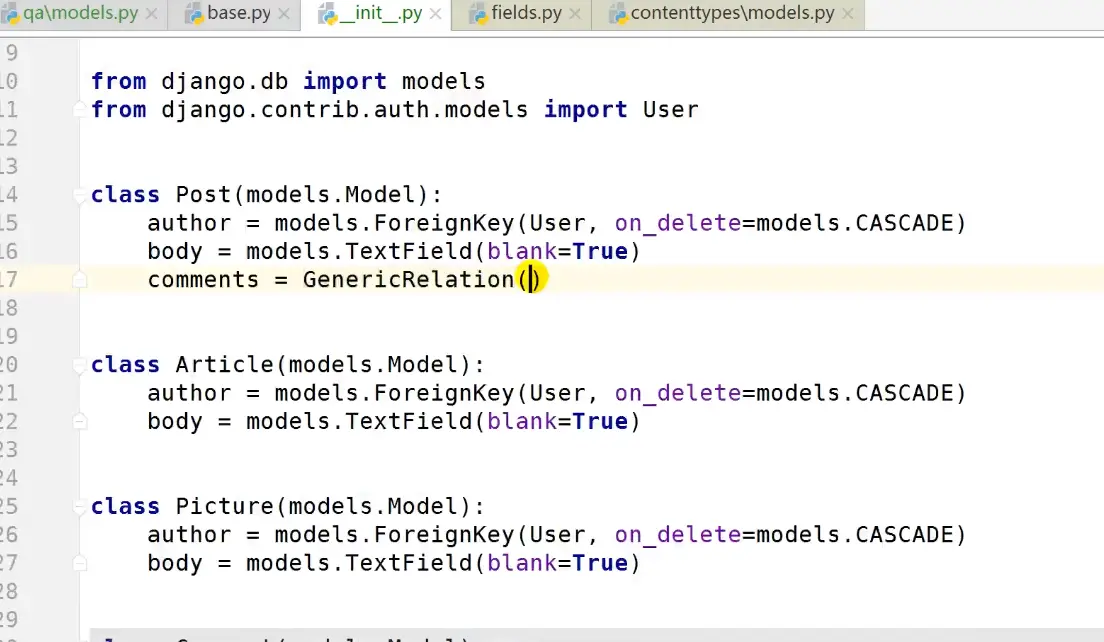 qa\models.py base.py __init__.py fields.py contenttypes\models.py
9
10 from django.db import models
11 from django.contrib.auth.models import User
12
13
14 class Post(models.Model):
15 author = models.ForeignKey(User, on_delete=models.CASCADE)
16 body = models.TextField(blank=True)
17 comments = GenericRelation()
18
19
20 class Article(models.Model):
21 author = models.ForeignKey(User, on_delete=models.CASCADE)
22 body = models.TextField(blank=True)
23
24
25 class Picture(models.Model):
26 author = models.ForeignKey(User, on_delete=models.CASCADE)
27 body = models.TextField(blank=True)
28
29